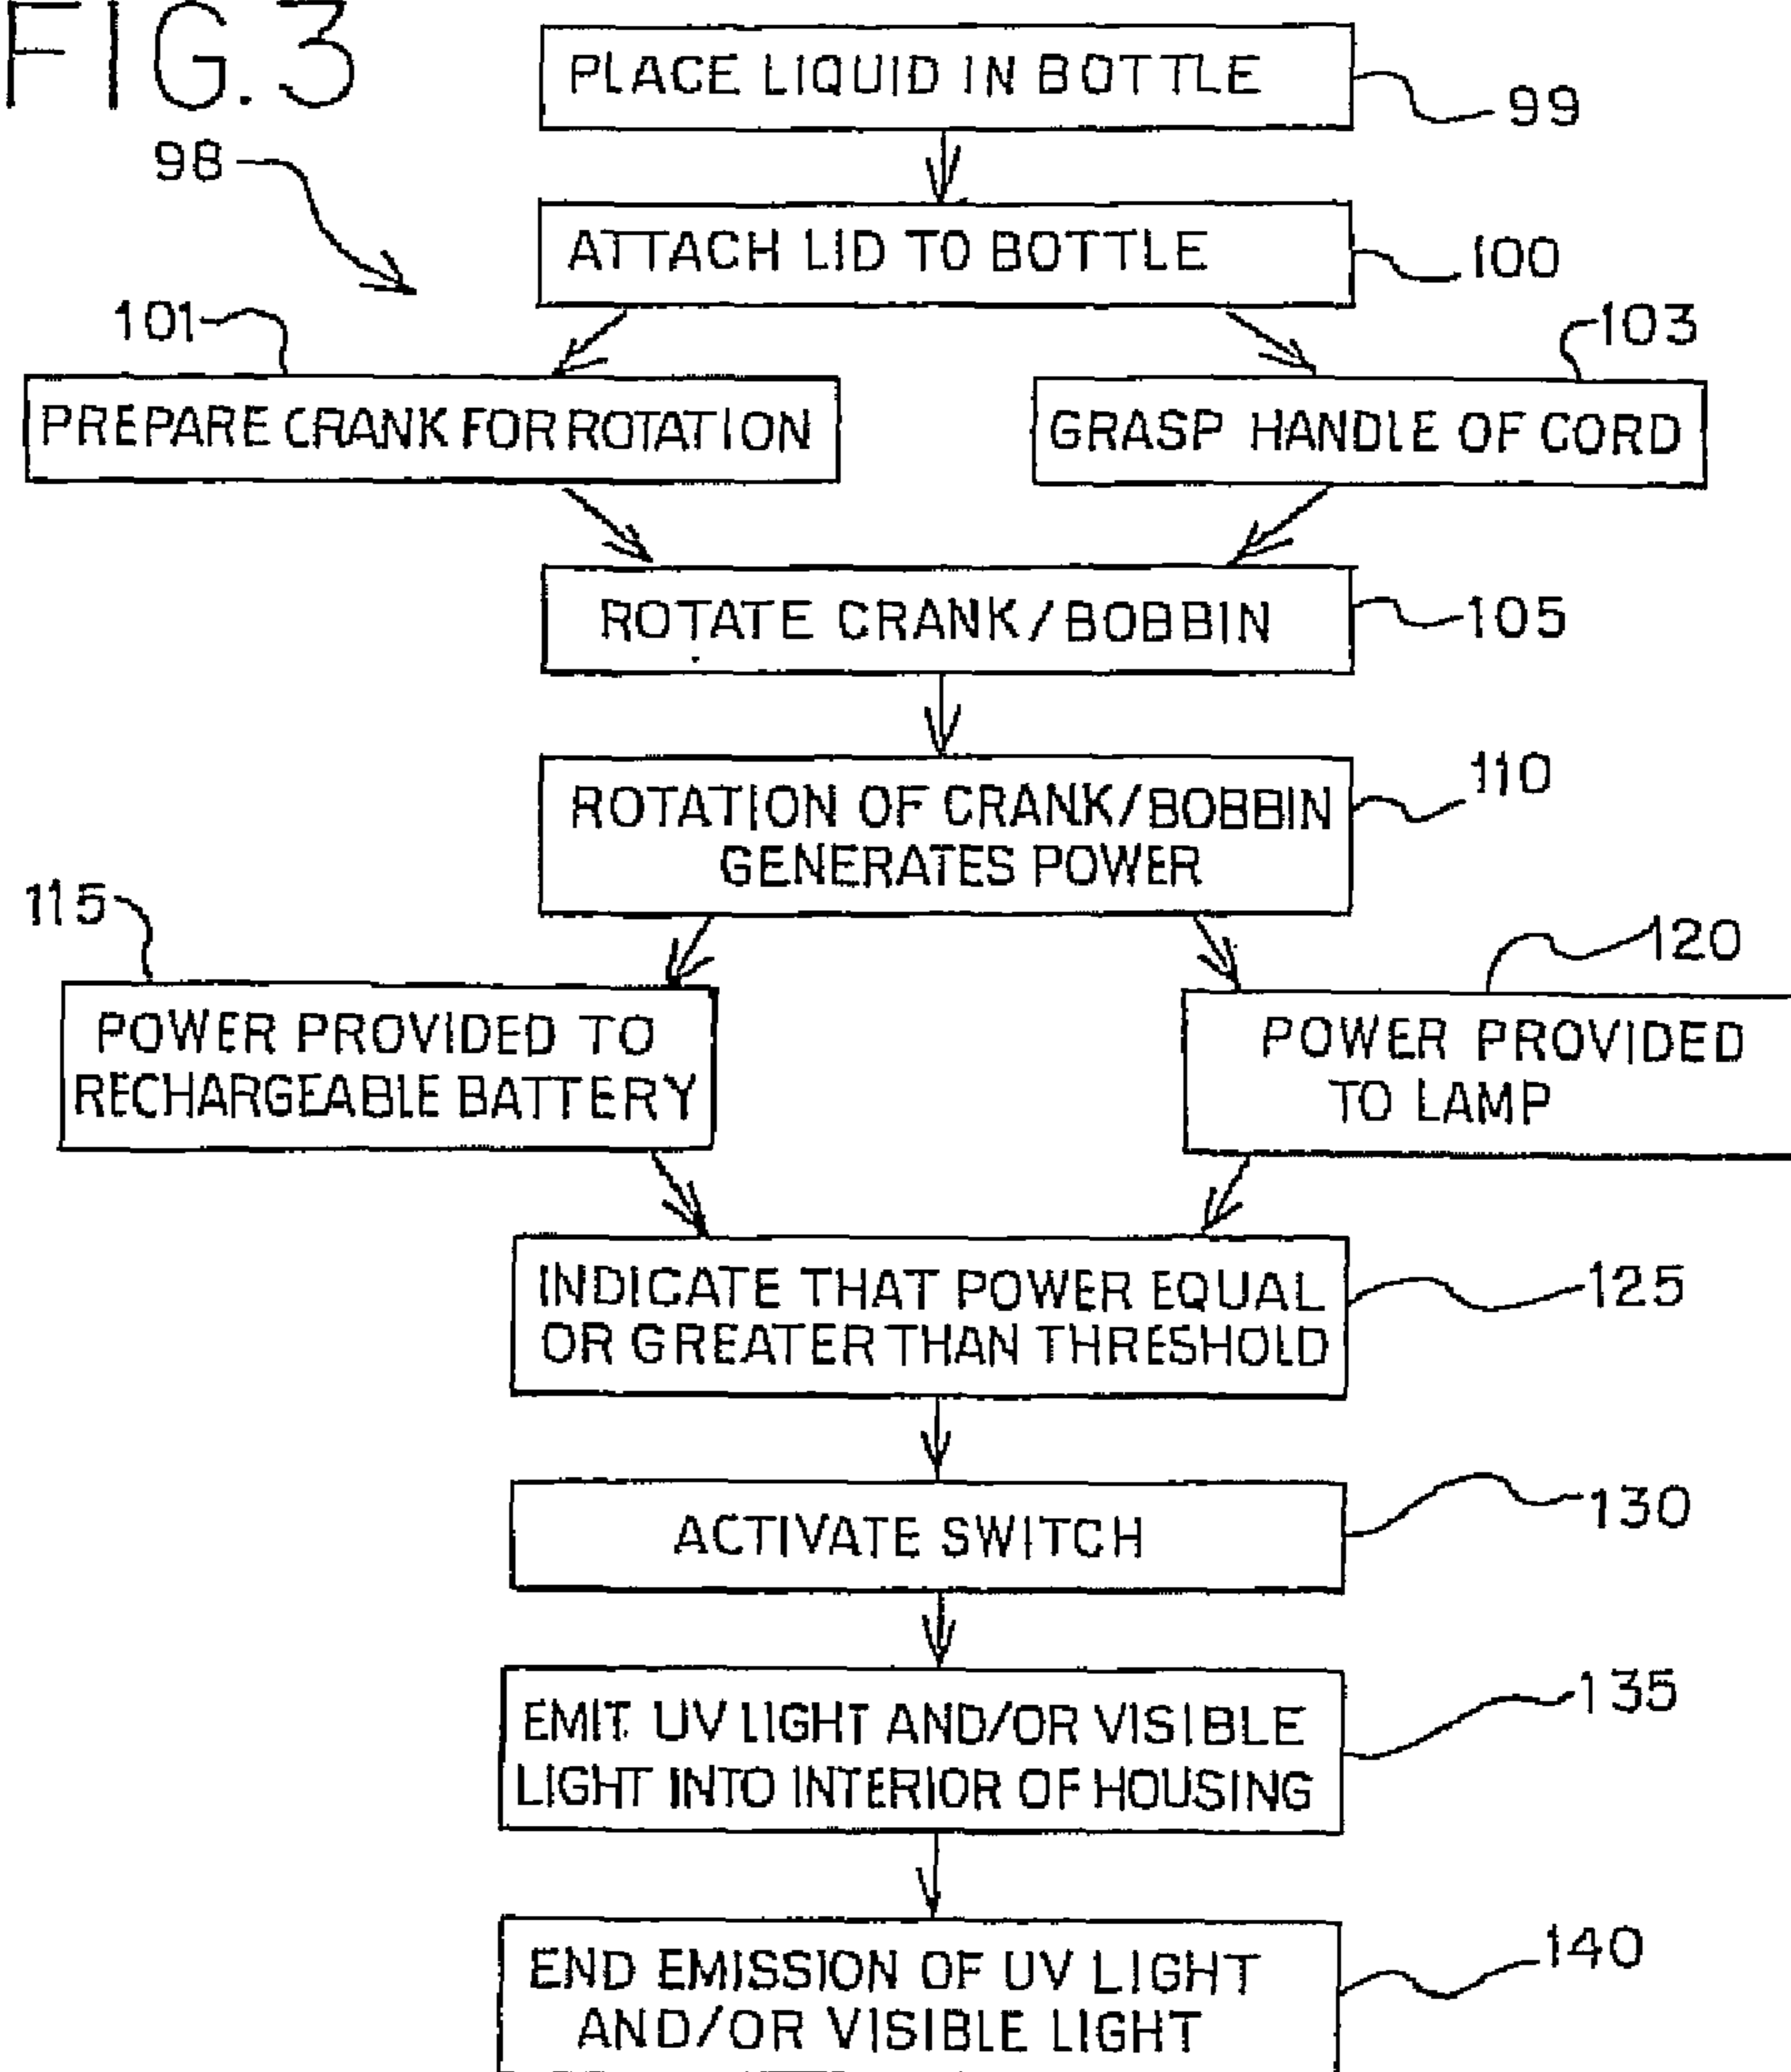 FIG. 3
PLACE LIQUID IN BOTTLE
99
98
ATTACH LID TO BOTTLE
100
101
103
PREPARE CRANK FOR ROTATION
GRASP HANDLE OF CORD
ROTATE CRANK/BOBBIN
105
ROTATION OF CRANK/BOBBIN
GENERATES POWER
110
115
120
POWER PROVIDED TO
RECHARGEABLE BATTERY
POWER PROVIDED
TO LAMP
INDICATE THAT POWER EQUAL
OR GREATER THAN THRESHOLD
125
ACTIVATE SWITCH
130
EMIT UV LIGHT AND/OR VISIBLE
LIGHT INTO INTERIOR OF HOUSING
135
END EMISSION OF UV LIGHT
AND/OR VISIBLE LIGHT
140